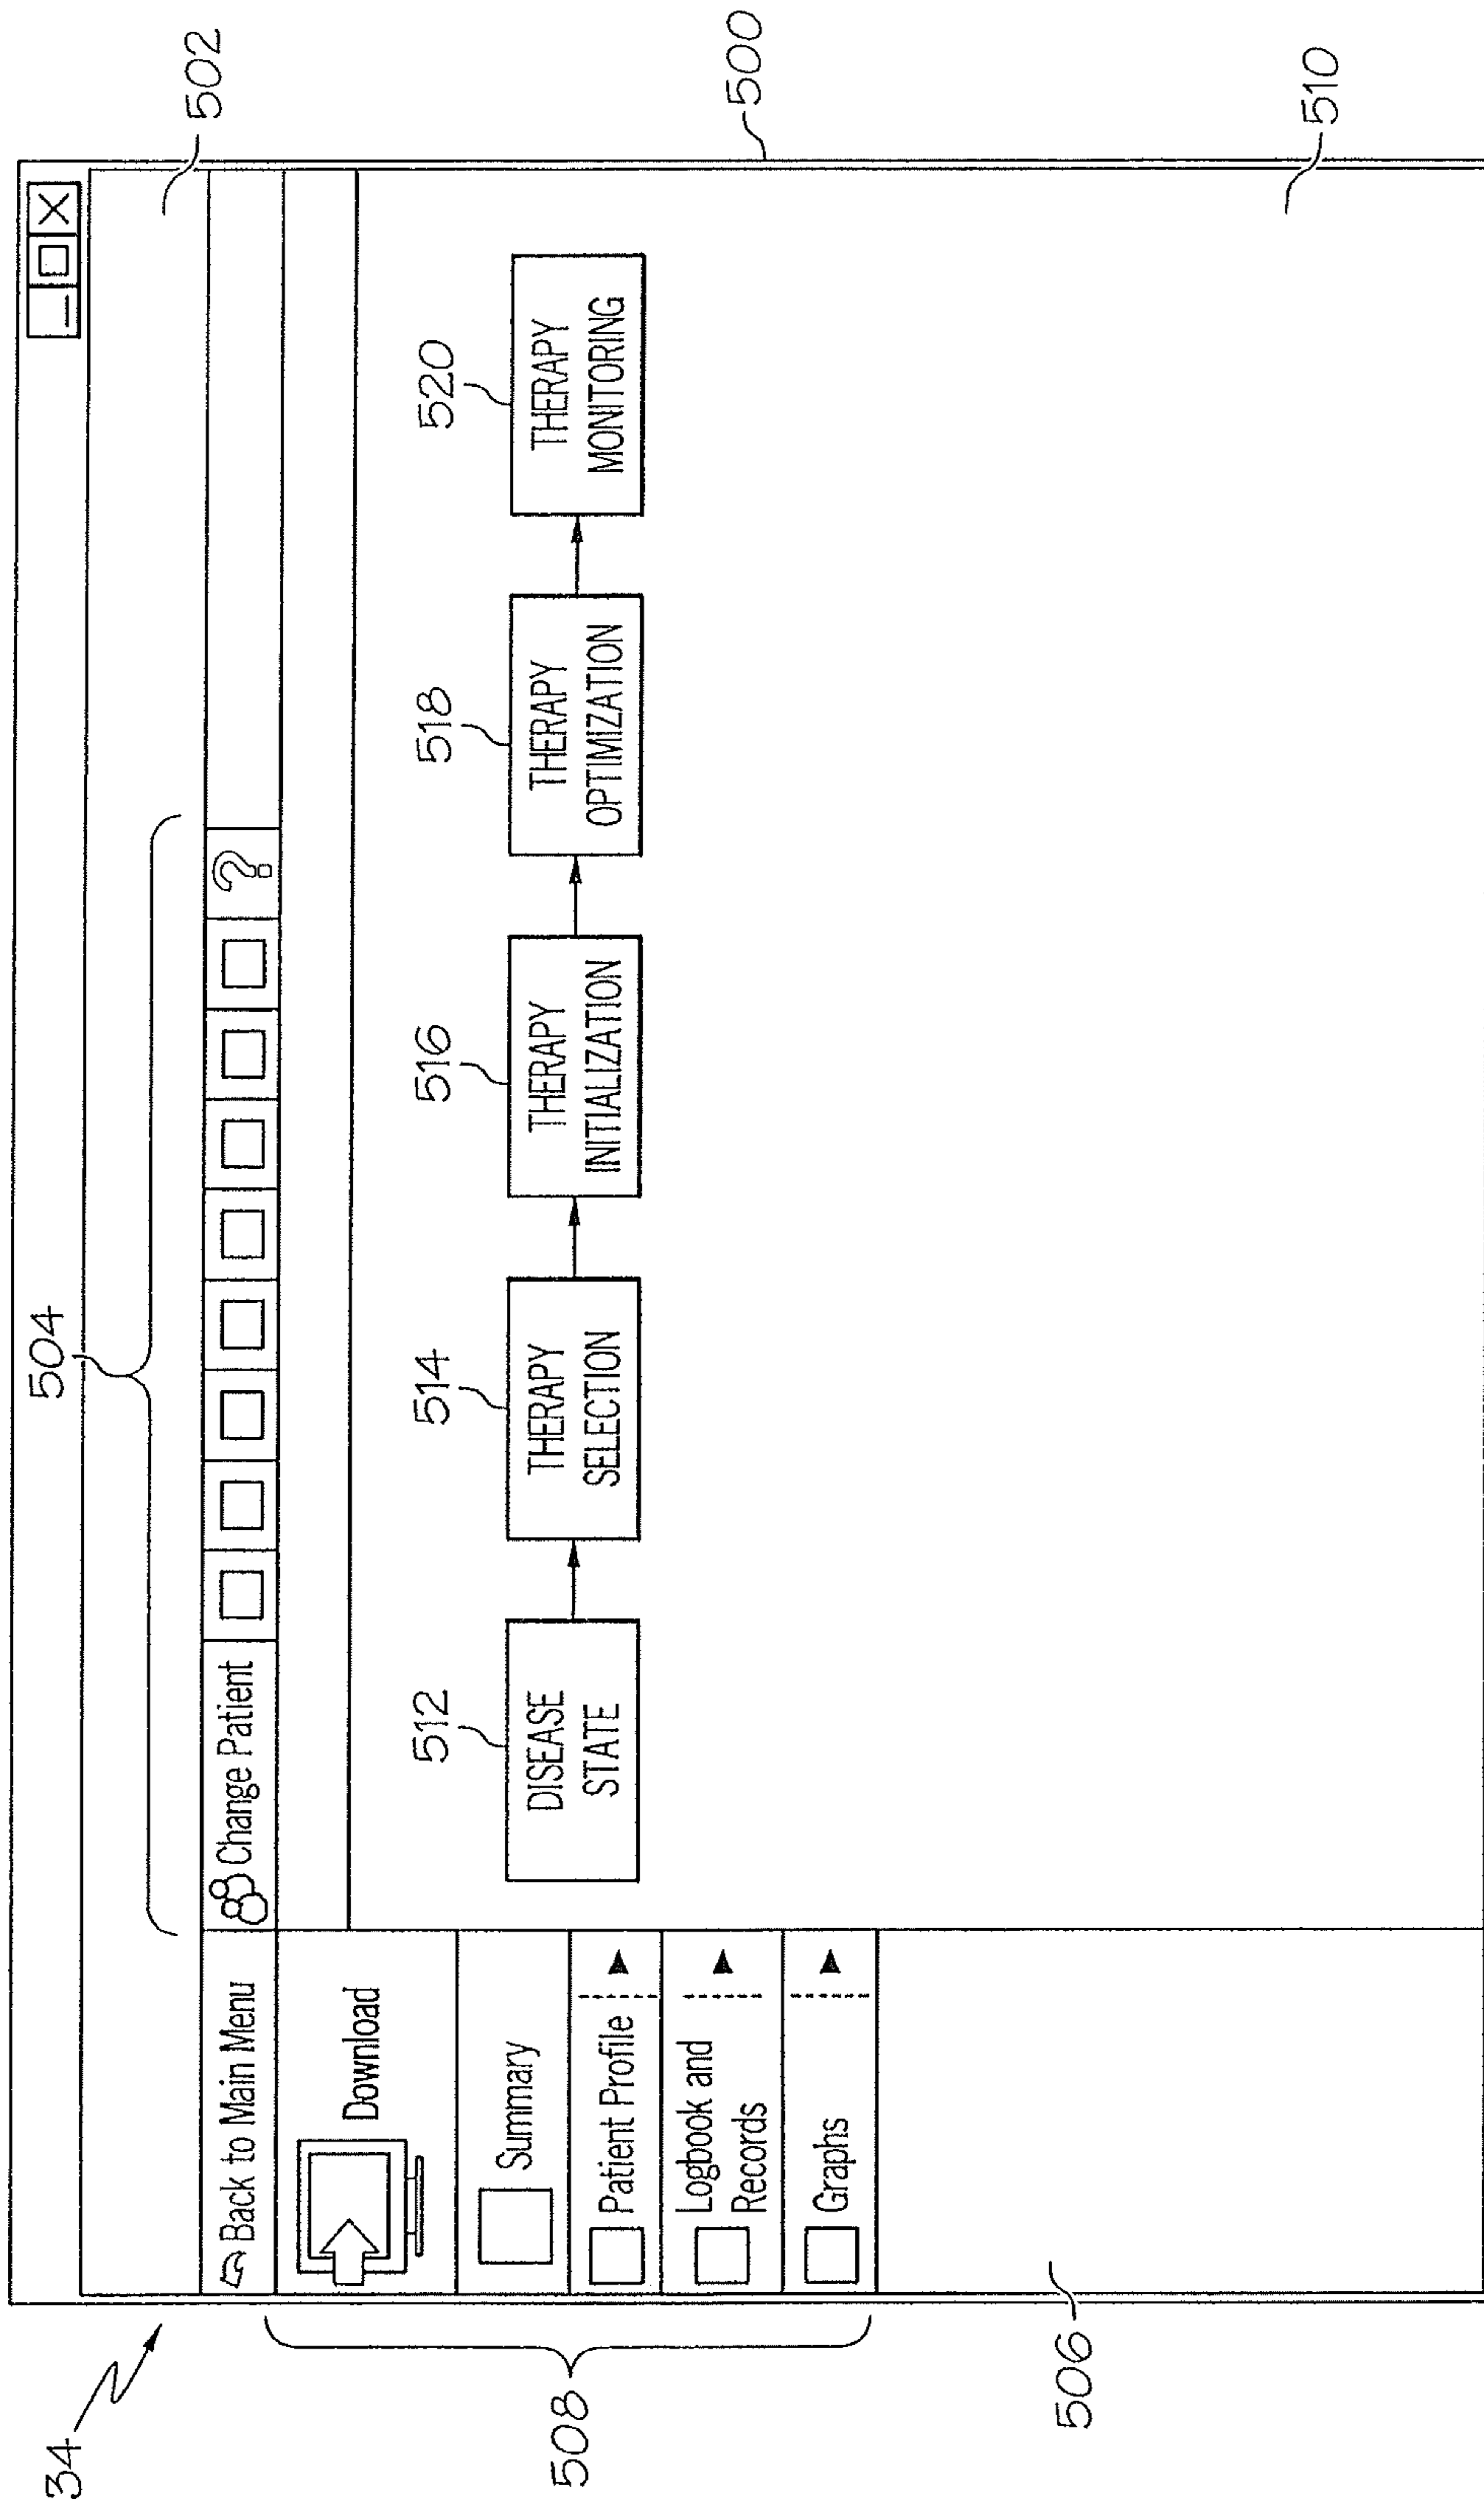 34
504
502
Back to Main Menu
Change Patient
?
500
Download
Summary
Patient Profile
Logbook and
Records
Graphs
508
506
512
DISEASE
STATE
514
THERAPY
SELECTION
516
THERAPY
INITIALIZATION
518
THERAPY
OPTIMIZATION
520
THERAPY
MONITORING
510